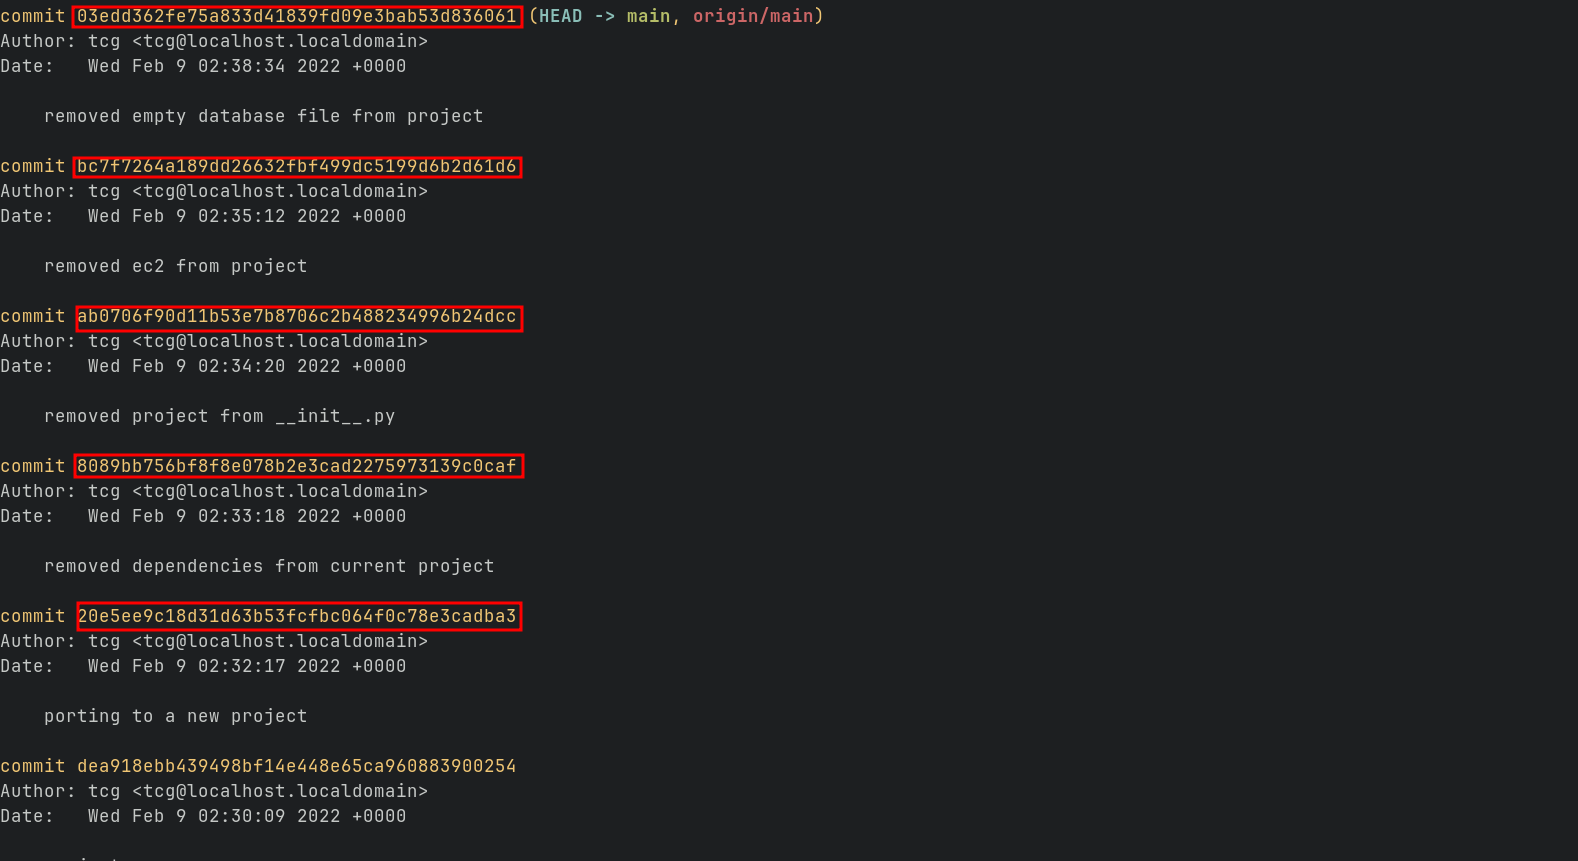 commit 03edd362fe75a833d41839fd09e3bab53d836061 (HEAD -> main, origin/main)
Author: tcg <tcg@localhost.localdomain>
Date:   Wed Feb 9 02:38:34 2022 +0000
    removed empty database file from project
commit bc7f7264a189dd26632fbf499dc5199d6b2d61d6
Author: tcg <tcg@localhost.localdomain>
Date:   Wed Feb 9 02:35:12 2022 +0000
    removed ec2 from project
commit ab0706f90d11b53e7b8706c2b488234996b24dcc
Author: tcg <tcg@localhost.localdomain>
Date:   Wed Feb 9 02:34:20 2022 +0000
    removed project from __init__.py
commit 8089bb756bf8f8e078b2e3cad2275973139c0caf
Author: tcg <tcg@localhost.localdomain>
Date:   Wed Feb 9 02:33:18 2022 +0000
    removed dependencies from current project
commit 20e5ee9c18d31d63b53fcfbc064f0c78e3cadba3
Author: tcg <tcg@localhost.localdomain>
Date:   Wed Feb 9 02:32:17 2022 +0000
    porting to a new project
commit dea918ebb439498bf14e448e65ca960883900254
Author: tcg <tcg@localhost.localdomain>
Date:   Wed Feb 9 02:30:09 2022 +0000